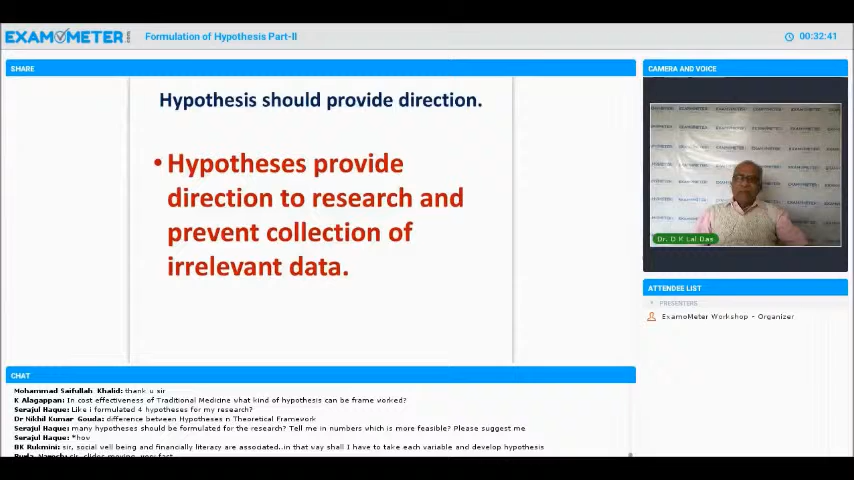 EXAMOMETER.com
Formulation of Hypothesis Part-II
00:32:41
SHARE
CAMERA AND VOICE
Hypothesis should provide direction.
• Hypotheses provide
direction to research and
prevent collection of
irrelevant data.
Dr. D K Lal Das
ATTENDEE LIST
PRESENTERS
ExamoMeter Workshop - Organizer
CHAT
Mohammad Saifullah Khalid: thank u sir
K Alagappan: In cost effectiveness of Traditional Medicine what kind of hypothesis can be frame worked?
Serajul Haque: Like i formulated 4 hypotheses for my research?
Dr Nikhil Kumar Gouda: difference between Hypotheses n Theoretical Framework
Serajul Haque: many hypotheses should be formulated for the research? Tell me in numbers which is more feasible? Please suggest me
Serajul Haque: *how
BK Rukmini: sir, social well being and financially literacy are associated..in that way shall I have to take each variable and develop hypothesis
sir, slides moving very fast